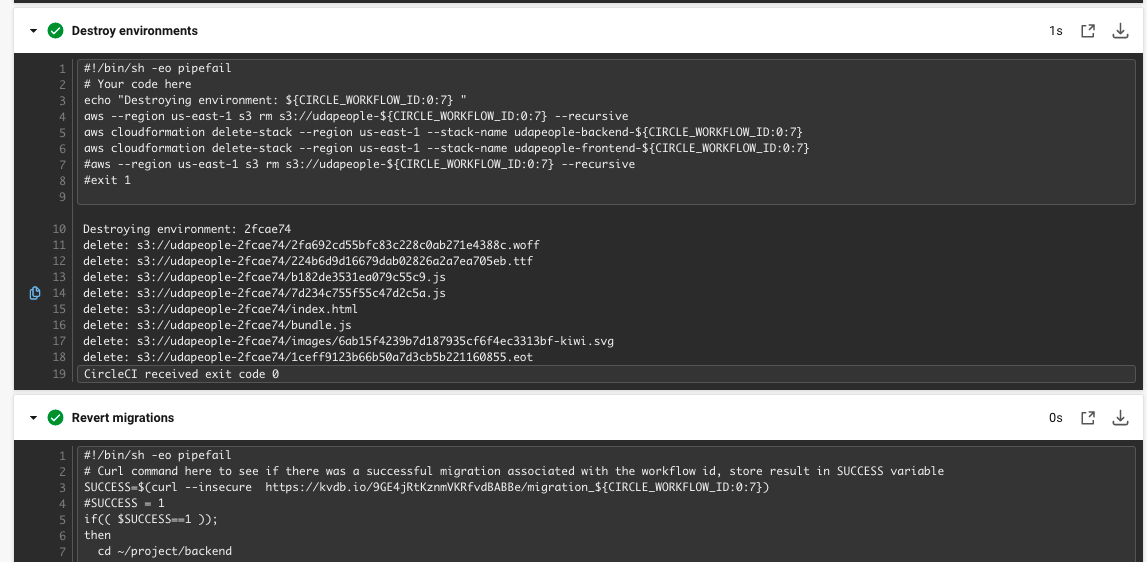 Destroy environments 1s
1 #!/bin/sh -eo pipefail
2 # Your code here
3 echo "Destroying environment: ${CIRCLE_WORKFLOW_ID:0:7} "
4 aws --region us-east-1 s3 rm s3://udapeople-${CIRCLE_WORKFLOW_ID:0:7} --recursive
5 aws cloudformation delete-stack --region us-east-1 --stack-name udapeople-backend-${CIRCLE_WORKFLOW_ID:0:7}
6 aws cloudformation delete-stack --region us-east-1 --stack-name udapeople-frontend-${CIRCLE_WORKFLOW_ID:0:7}
7 #aws --region us-east-1 s3 rm s3://udapeople-${CIRCLE_WORKFLOW_ID:0:7} --recursive
8 #exit 1
9
10 Destroying environment: 2fcae74
11 delete: s3://udapeople-2fcae74/2fa692cd55bfc83c228c0ab271e4388c.woff
12 delete: s3://udapeople-2fcae74/224b6d9d16679dab02826a2a7ea705eb.ttf
13 delete: s3://udapeople-2fcae74/b182de3531ea079c55c9.js
14 delete: s3://udapeople-2fcae74/7d234c755f55c47d2c5a.js
15 delete: s3://udapeople-2fcae74/index.html
16 delete: s3://udapeople-2fcae74/bundle.js
17 delete: s3://udapeople-2fcae74/images/6ab15f4239b7d187935cf6f4ec3313bf-kiwi.svg
18 delete: s3://udapeople-2fcae74/1ceff9123b66b50a7d3cb5b221160855.eot
19 CircleCI received exit code 0
Revert migrations 0s
1 #!/bin/sh -eo pipefail
2 # Curl command here to see if there was a successful migration associated with the workflow id, store result in SUCCESS variable
3 SUCCESS=$(curl --insecure  https://kvdb.io/9GE4jRtKznmVKRfvdBABBe/migration_${CIRCLE_WORKFLOW_ID:0:7})
4 #SUCCESS = 1
5 if(( $SUCCESS==1 ));
6 then
7   cd ~/project/backend